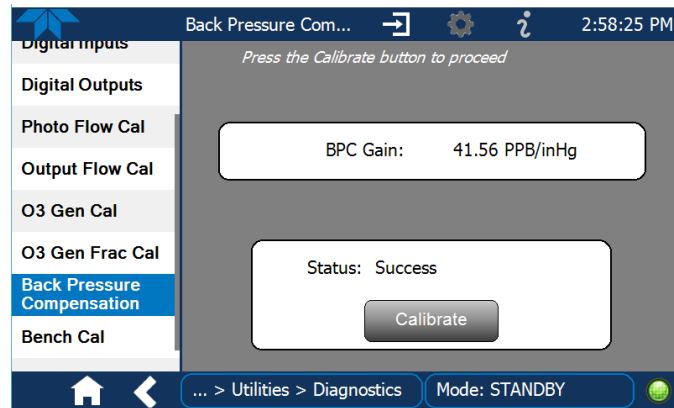 Back Pressure Com...
2:58:25 PM
Digital Inputs
Digital Outputs
Photo Flow Cal
Output Flow Cal
O3 Gen Cal
O3 Gen Frac Cal
Back Pressure
Compensation
Bench Cal
Press the Calibrate button to proceed
BPC Gain: 41.56 PPB/inHg
Status: Success
Calibrate
... > Utilities > Diagnostics
Mode: STANDBY